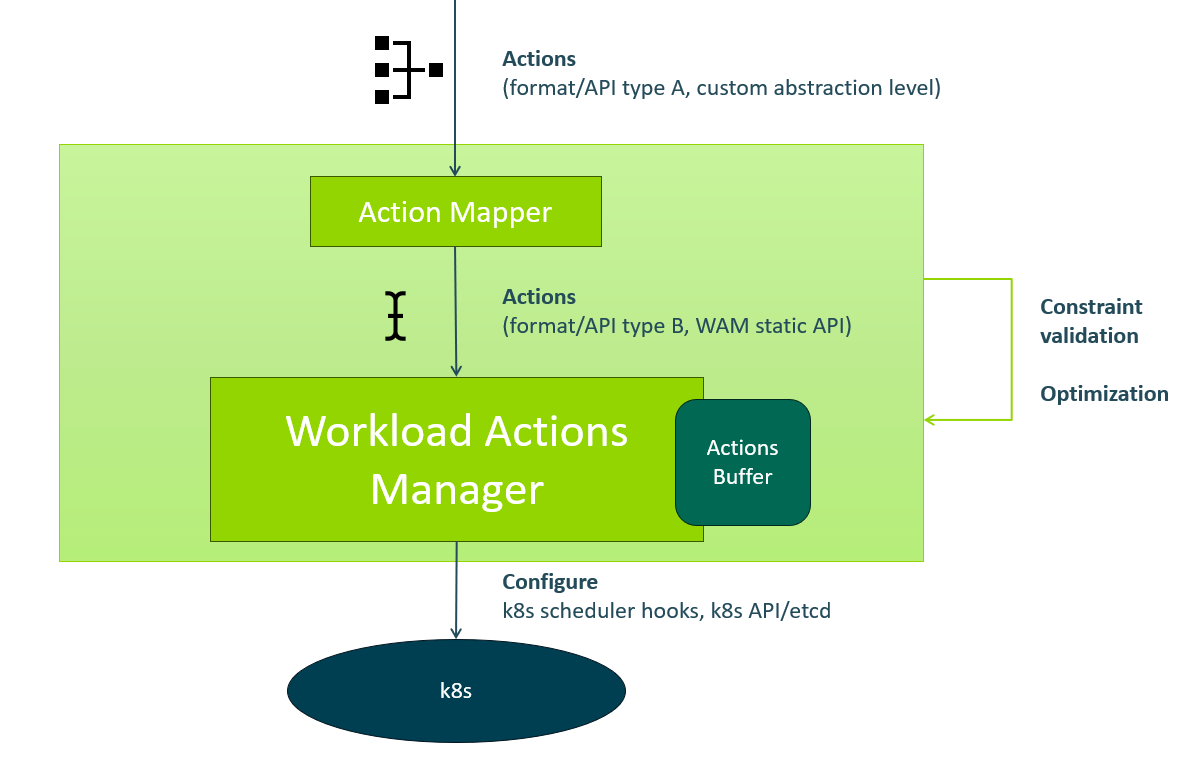 Actions
(format/API type A, custom abstraction level)
Action Mapper
Actions
(format/API type B, WAM static API)
Constraint
validation
Optimization
Workload Actions
Manager
Actions
Buffer
Configure
k8s scheduler hooks, k8s API/etcd
k8s